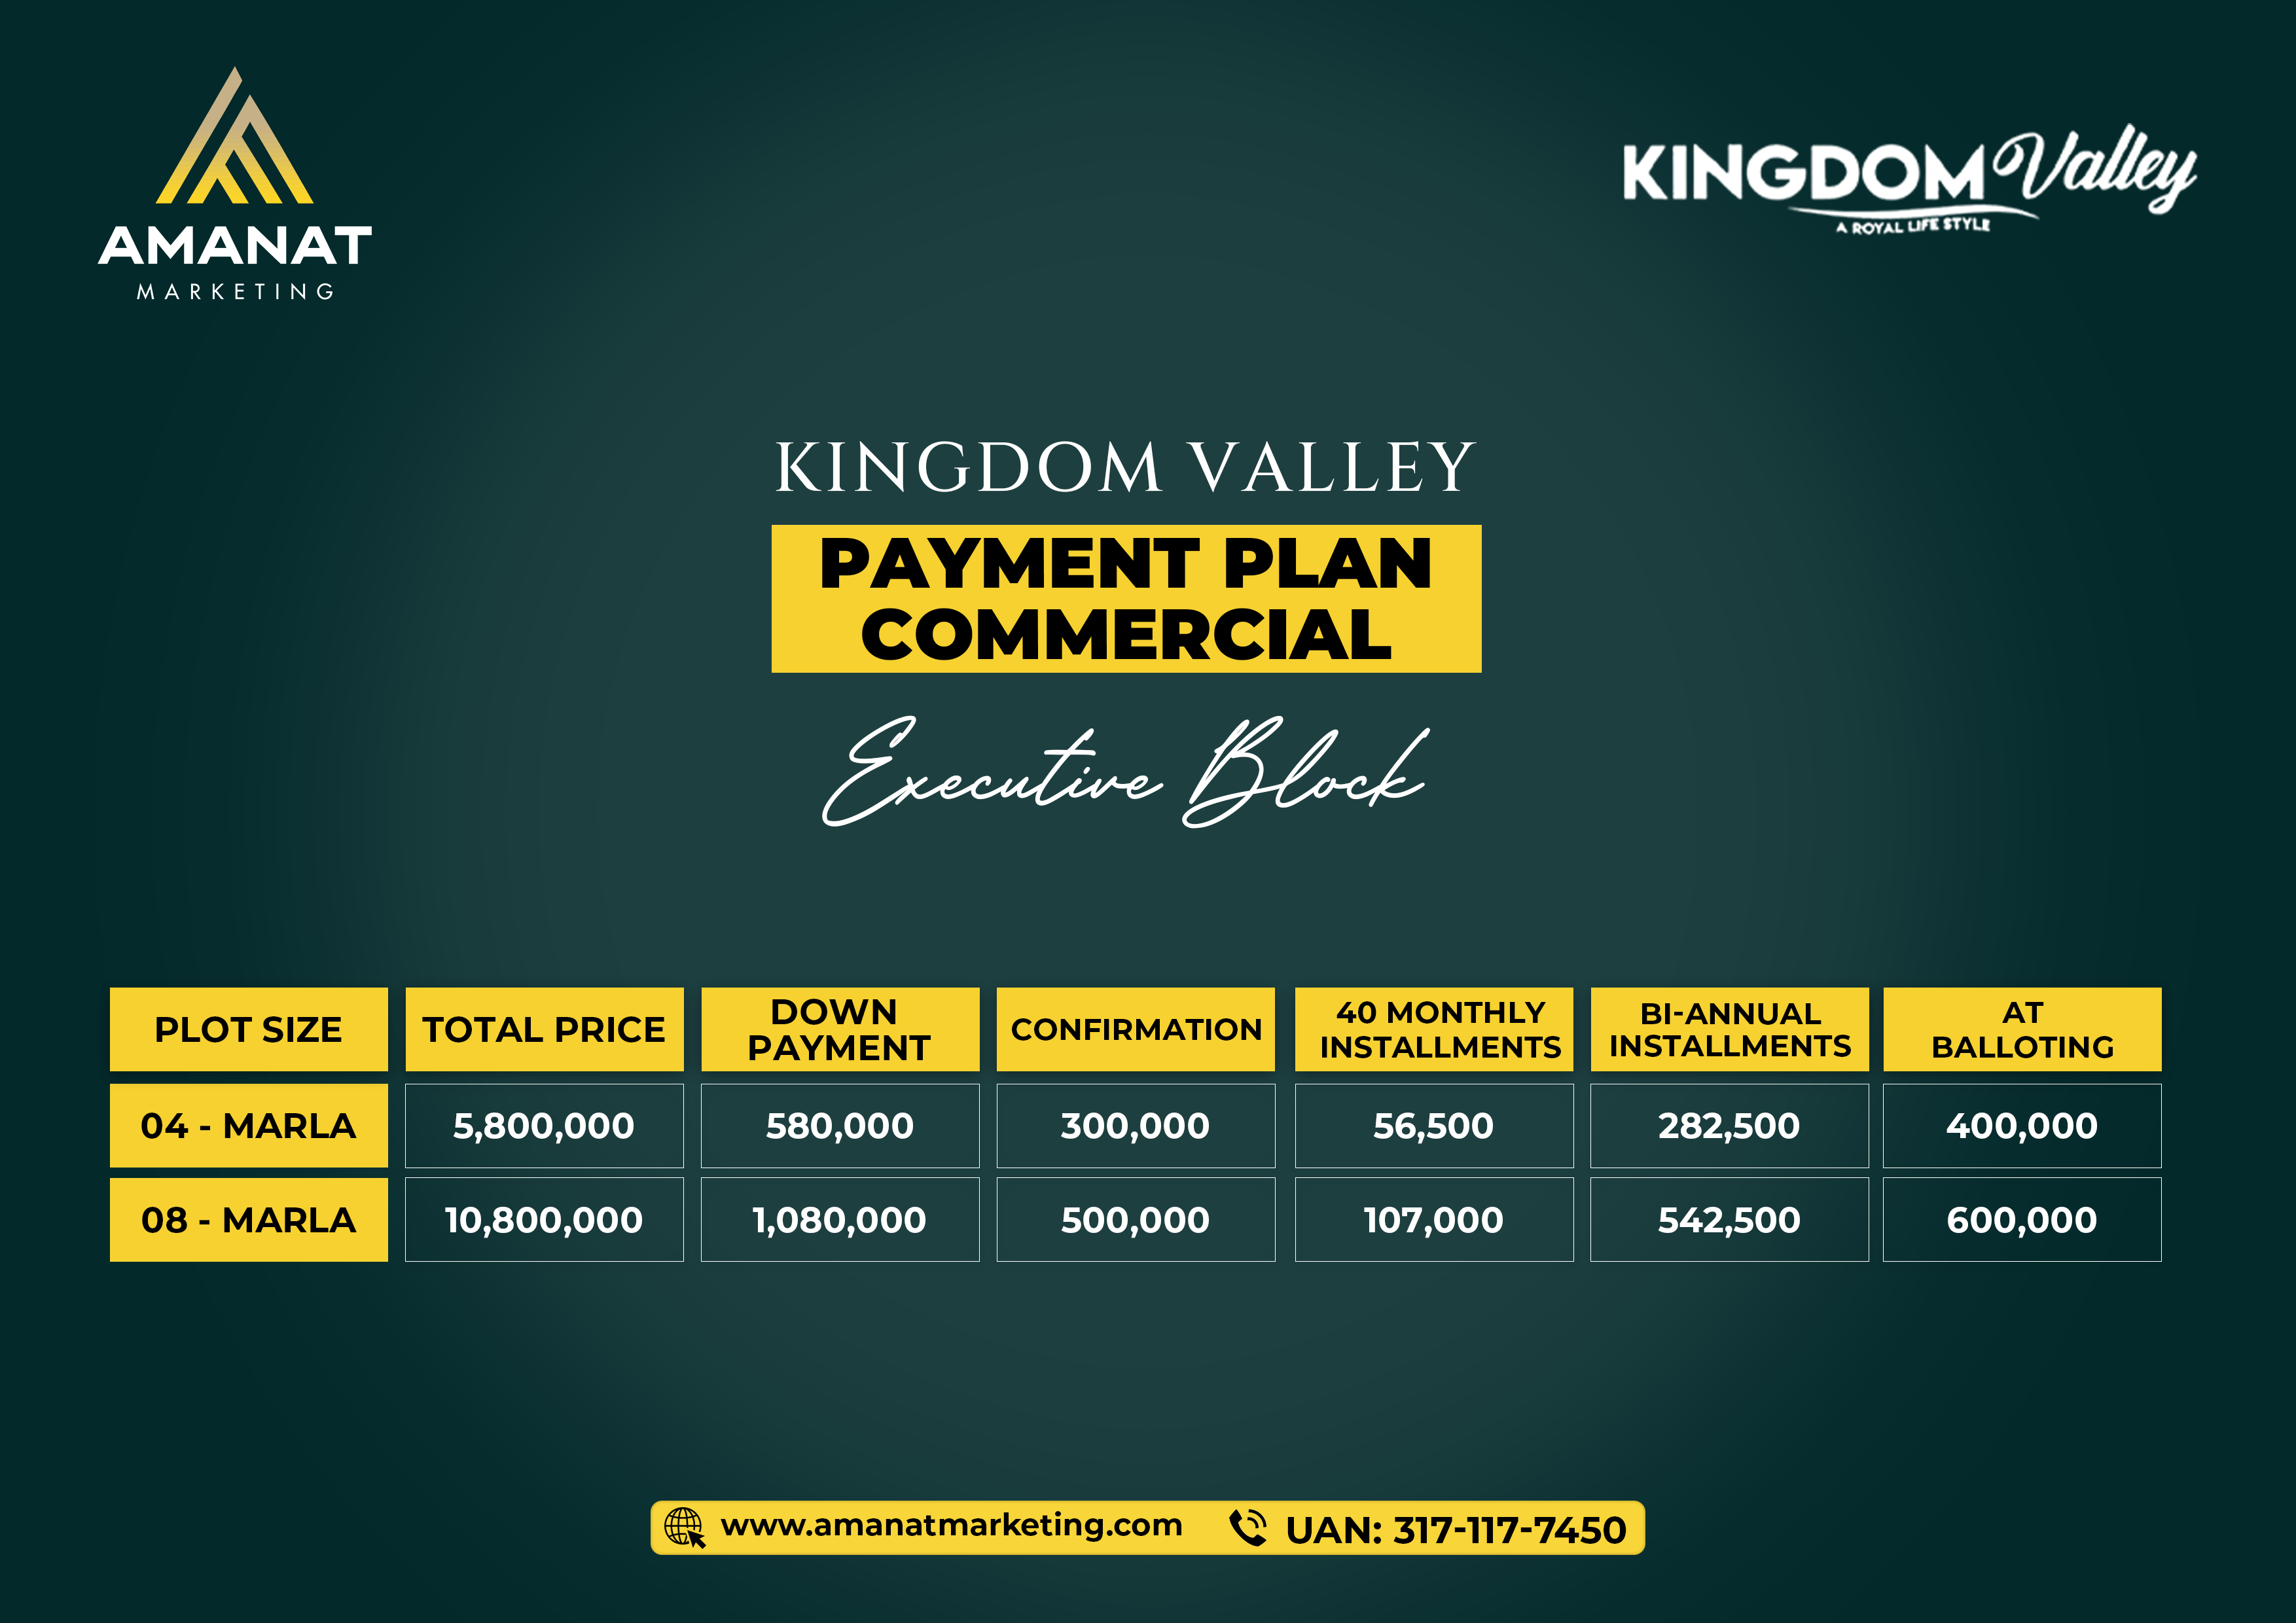 AMANAT
MARKETING
KINGDOM Valley
A ROYAL LIFE STYLE
KINGDOM VALLEY
PAYMENT PLAN
COMMERCIAL
Executive Block
PLOT SIZE TOTAL PRICE DOWN PAYMENT CONFIRMATION 40 MONTHLY INSTALLMENTS BI-ANNUAL INSTALLMENTS AT BALLOTING
04 - MARLA 5,800,000 580,000 300,000 56,500 282,500 400,000
08 - MARLA 10,800,000 1,080,000 500,000 107,000 542,500 600,000
www.amanatmarketing.com UAN: 317-117-7450